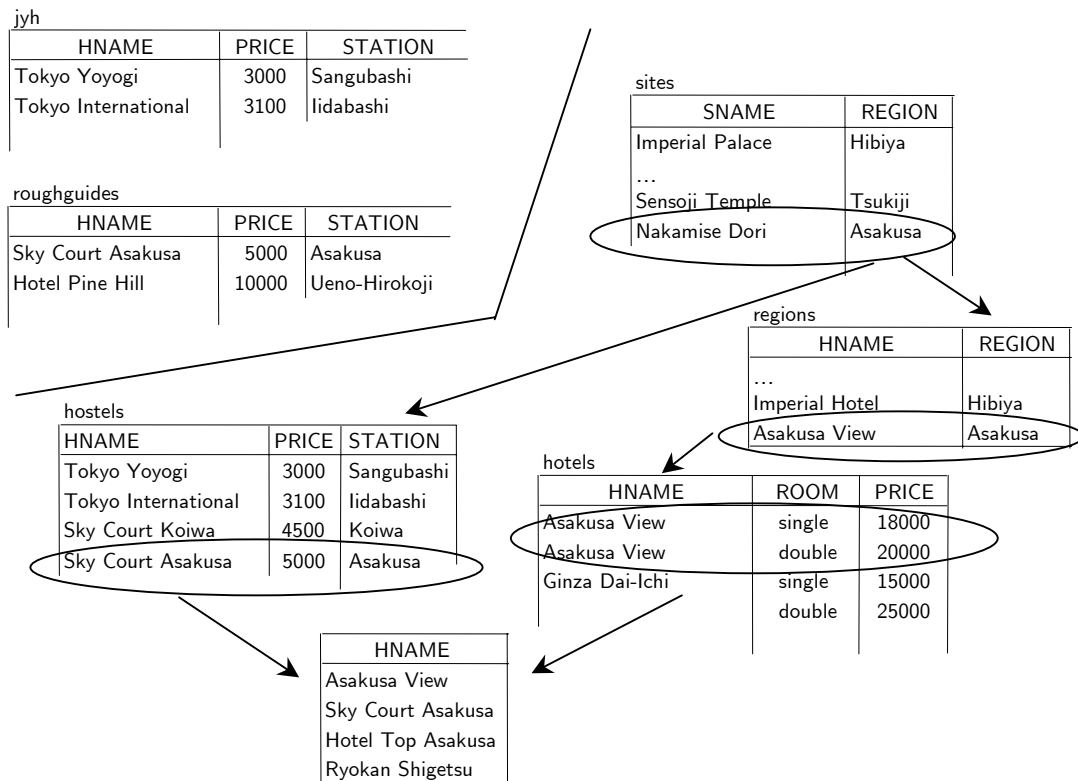 jyh
HNAME PRICE STATION
Tokyo Yoyogi 3000 Sangubashi
Tokyo International 3100 Iidabashi
roughguides
HNAME PRICE STATION
Sky Court Asakusa 5000 Asakusa
Hotel Pine Hill 10000 Ueno-Hirokoji
sites
SNAME REGION
Imperial Palace Hibiya
...
Sensoji Temple Tsukiji
Nakamise Dori Asakusa
regions
HNAME REGION
...
Imperial Hotel Hibiya
Asakusa View Asakusa
hostels
HNAME PRICE STATION
Tokyo Yoyogi 3000 Sangubashi
Tokyo International 3100 Iidabashi
Sky Court Koiwa 4500 Koiwa
Sky Court Asakusa 5000 Asakusa
hotels
HNAME ROOM PRICE
Asakusa View single 18000
Asakusa View double 20000
Ginza Dai-Ichi single 15000
double 25000
HNAME
Asakusa View
Sky Court Asakusa
Hotel Top Asakusa
Ryokan Shigetsu